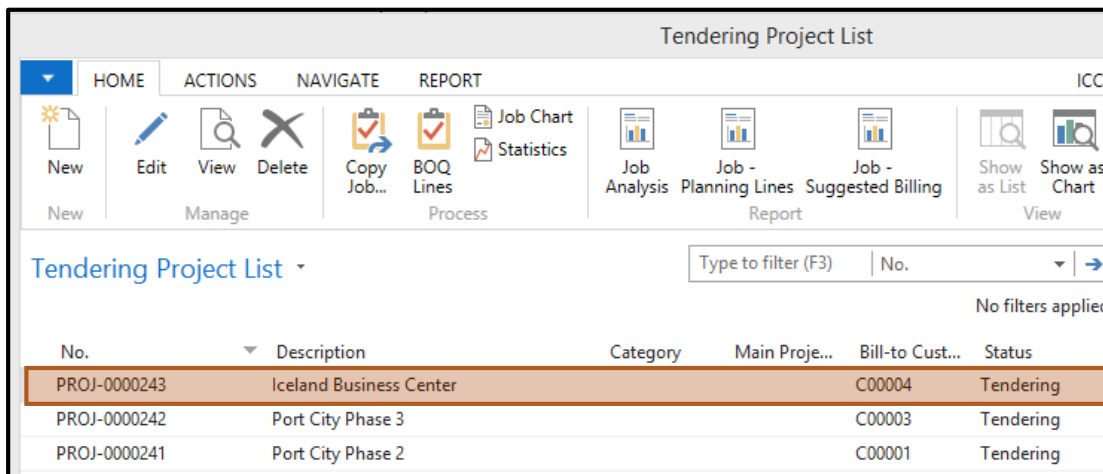 Tendering Project List
HOME ACTIONS NAVIGATE REPORT ICC
New Edit View Delete Copy Job... BOQ Lines Job Chart Statistics Job Analysis Job - Planning Lines Job - Suggested Billing Show as List Show as Chart
New Manage Process Report View
Tendering Project List Type to filter (F3) No.
No filters applied
No. Description Category Main Proje... Bill-to Cust... Status
PROJ-0000243 Iceland Business Center C00004 Tendering
PROJ-0000242 Port City Phase 3 C00003 Tendering
PROJ-0000241 Port City Phase 2 C00001 Tendering